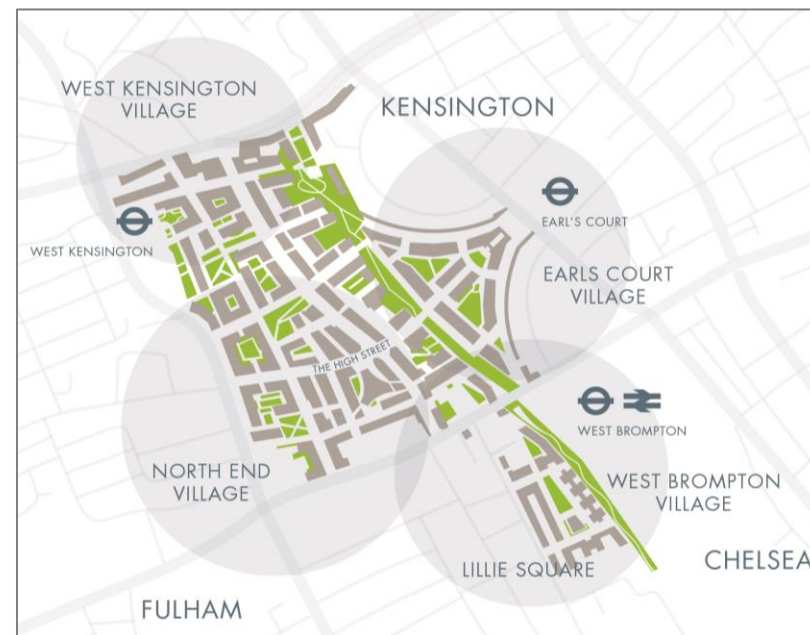 WEST KENSINGTON
VILLAGE
KENSINGTON
EARL'S COURT
WEST KENSINGTON
EARLS COURT
VILLAGE
THE HIGH STREET
WEST BROMPTON
NORTH END
VILLAGE
WEST BROMPTON
VILLAGE
LILLIE SQUARE
CHELSEA
FULHAM